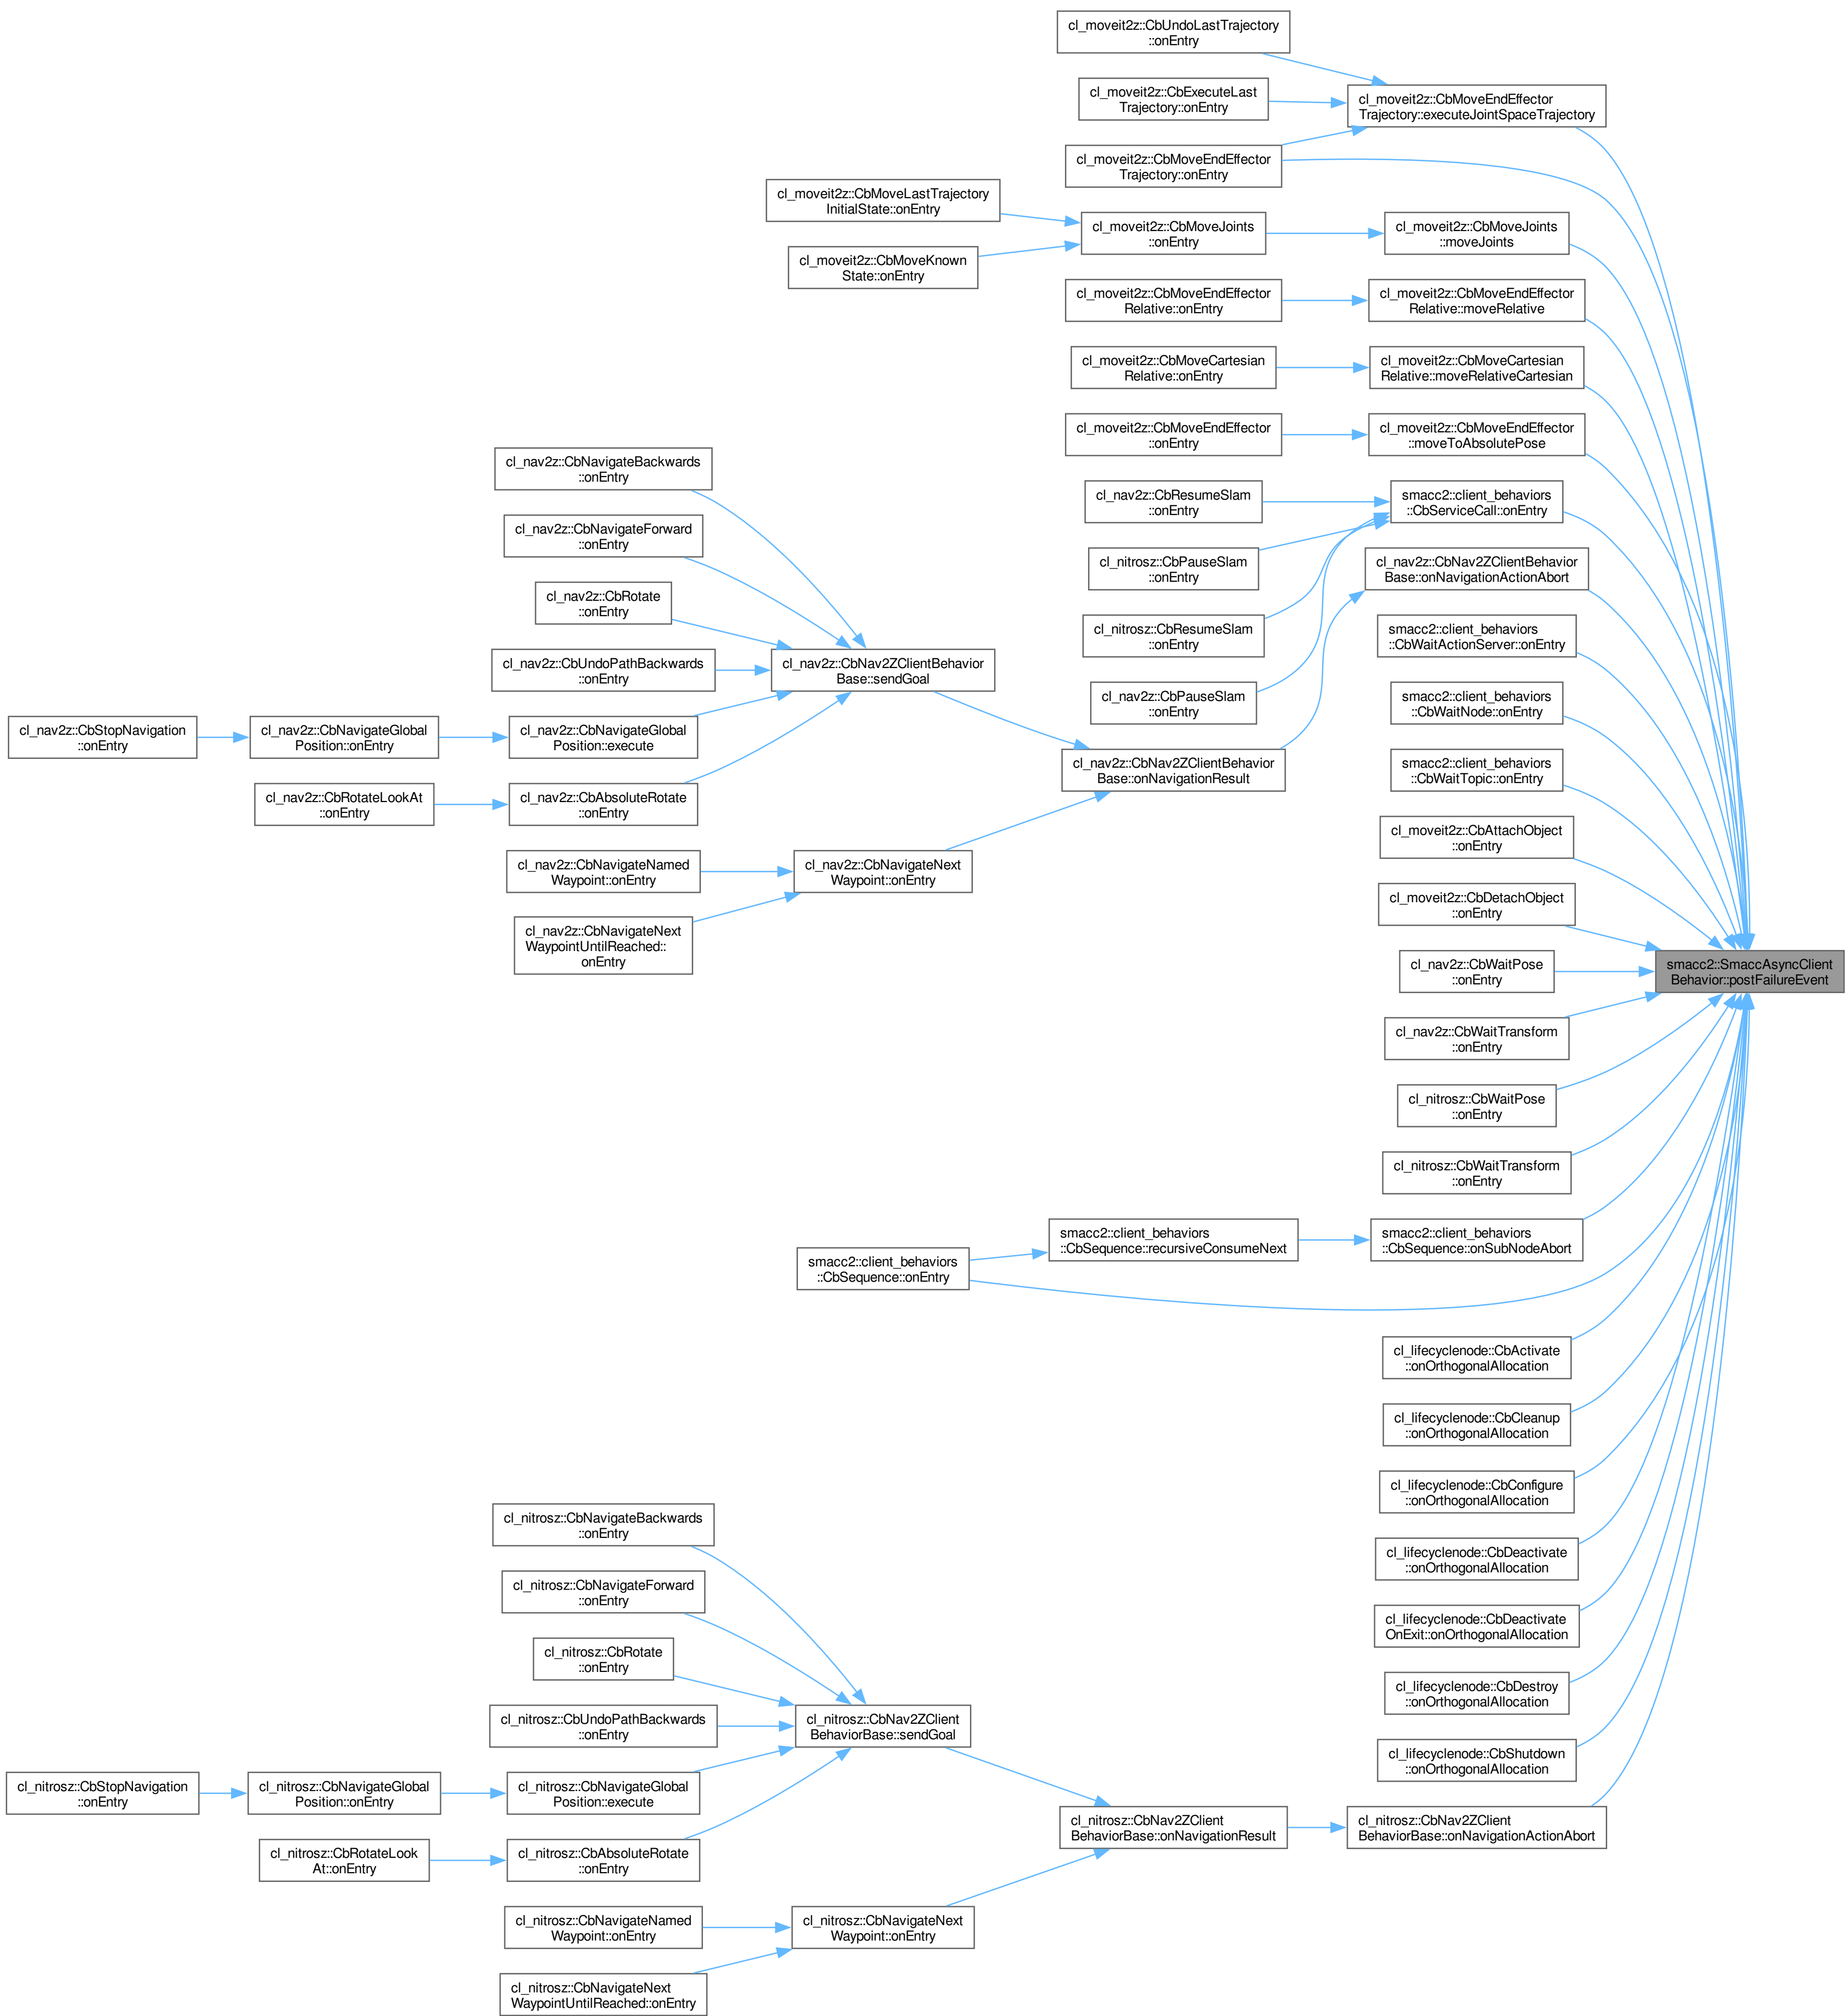 cl_moveit2z::CbUndoLastTrajectory
::onEntry
cl_moveit2z::CbExecuteLast
Trajectory::onEntry
cl_moveit2z::CbMoveEndEffector
Trajectory::executeJointSpaceTrajectory
cl_moveit2z::CbMoveEndEffector
Trajectory::onEntry
cl_moveit2z::CbMoveLastTrajectory
InitialState::onEntry
cl_moveit2z::CbMoveJoints
::onEntry
cl_moveit2z::CbMoveJoints
::moveJoints
cl_moveit2z::CbMoveKnown
State::onEntry
cl_moveit2z::CbMoveEndEffector
Relative::onEntry
cl_moveit2z::CbMoveEndEffector
Relative::moveRelative
cl_moveit2z::CbMoveCartesian
Relative::onEntry
cl_moveit2z::CbMoveCartesian
Relative::moveRelativeCartesian
cl_moveit2z::CbMoveEndEffector
::onEntry
cl_moveit2z::CbMoveEndEffector
::moveToAbsolutePose
cl_nav2z::CbNavigateBackwards
::onEntry
cl_nav2z::CbResumeSlam
::onEntry
smacc2::client_behaviors
::CbServiceCall::onEntry
cl_nav2z::CbNavigateForward
::onEntry
cl_nitrosz::CbPauseSlam
::onEntry
cl_nav2z::CbNav2ZClientBehavior
Base::onNavigationActionAbort
cl_nav2z::CbRotate
::onEntry
cl_nitrosz::CbResumeSlam
::onEntry
smacc2::client_behaviors
::CbWaitActionServer::onEntry
cl_nav2z::CbUndoPathBackwards
::onEntry
cl_nav2z::CbNav2ZClientBehavior
Base::sendGoal
cl_nav2z::CbPauseSlam
::onEntry
smacc2::client_behaviors
::CbWaitNode::onEntry
cl_nav2z::CbStopNavigation
::onEntry
cl_nav2z::CbNavigateGlobal
Position::onEntry
cl_nav2z::CbNavigateGlobal
Position::execute
cl_nav2z::CbNav2ZClientBehavior
Base::onNavigationResult
smacc2::client_behaviors
::CbWaitTopic::onEntry
cl_nav2z::CbRotateLookAt
::onEntry
cl_nav2z::CbAbsoluteRotate
::onEntry
cl_moveit2z::CbAttachObject
::onEntry
cl_nav2z::CbNavigateNamed
Waypoint::onEntry
cl_nav2z::CbNavigateNext
Waypoint::onEntry
cl_moveit2z::CbDetachObject
::onEntry
cl_nav2z::CbNavigateNext
WaypointUntilReached::
onEntry
cl_nav2z::CbWaitPose
::onEntry
smacc2::SmaccAsyncClient
Behavior::postFailureEvent
cl_nav2z::CbWaitTransform
::onEntry
cl_nitrosz::CbWaitPose
::onEntry
cl_nitrosz::CbWaitTransform
::onEntry
smacc2::client_behaviors
::CbSequence::onEntry
smacc2::client_behaviors
::CbSequence::recursiveConsumeNext
smacc2::client_behaviors
::CbSequence::onSubNodeAbort
cl_lifecyclenode::CbActivate
::onOrthogonalAllocation
cl_lifecyclenode::CbCleanup
::onOrthogonalAllocation
cl_lifecyclenode::CbConfigure
::onOrthogonalAllocation
cl_nitrosz::CbNavigateBackwards
::onEntry
cl_lifecyclenode::CbDeactivate
::onOrthogonalAllocation
cl_nitrosz::CbNavigateForward
::onEntry
cl_lifecyclenode::CbDeactivate
OnExit::onOrthogonalAllocation
cl_nitrosz::CbRotate
::onEntry
cl_lifecyclenode::CbDestroy
::onOrthogonalAllocation
cl_nitrosz::CbUndoPathBackwards
::onEntry
cl_nitrosz::CbNav2ZClient
BehaviorBase::sendGoal
cl_lifecyclenode::CbShutdown
::onOrthogonalAllocation
cl_nitrosz::CbStopNavigation
::onEntry
cl_nitrosz::CbNavigateGlobal
Position::onEntry
cl_nitrosz::CbNavigateGlobal
Position::execute
cl_nitrosz::CbNav2ZClient
BehaviorBase::onNavigationResult
cl_nitrosz::CbNav2ZClient
BehaviorBase::onNavigationActionAbort
cl_nitrosz::CbRotateLook
At::onEntry
cl_nitrosz::CbAbsoluteRotate
::onEntry
cl_nitrosz::CbNavigateNamed
Waypoint::onEntry
cl_nitrosz::CbNavigateNext
Waypoint::onEntry
cl_nitrosz::CbNavigateNext
WaypointUntilReached::onEntry